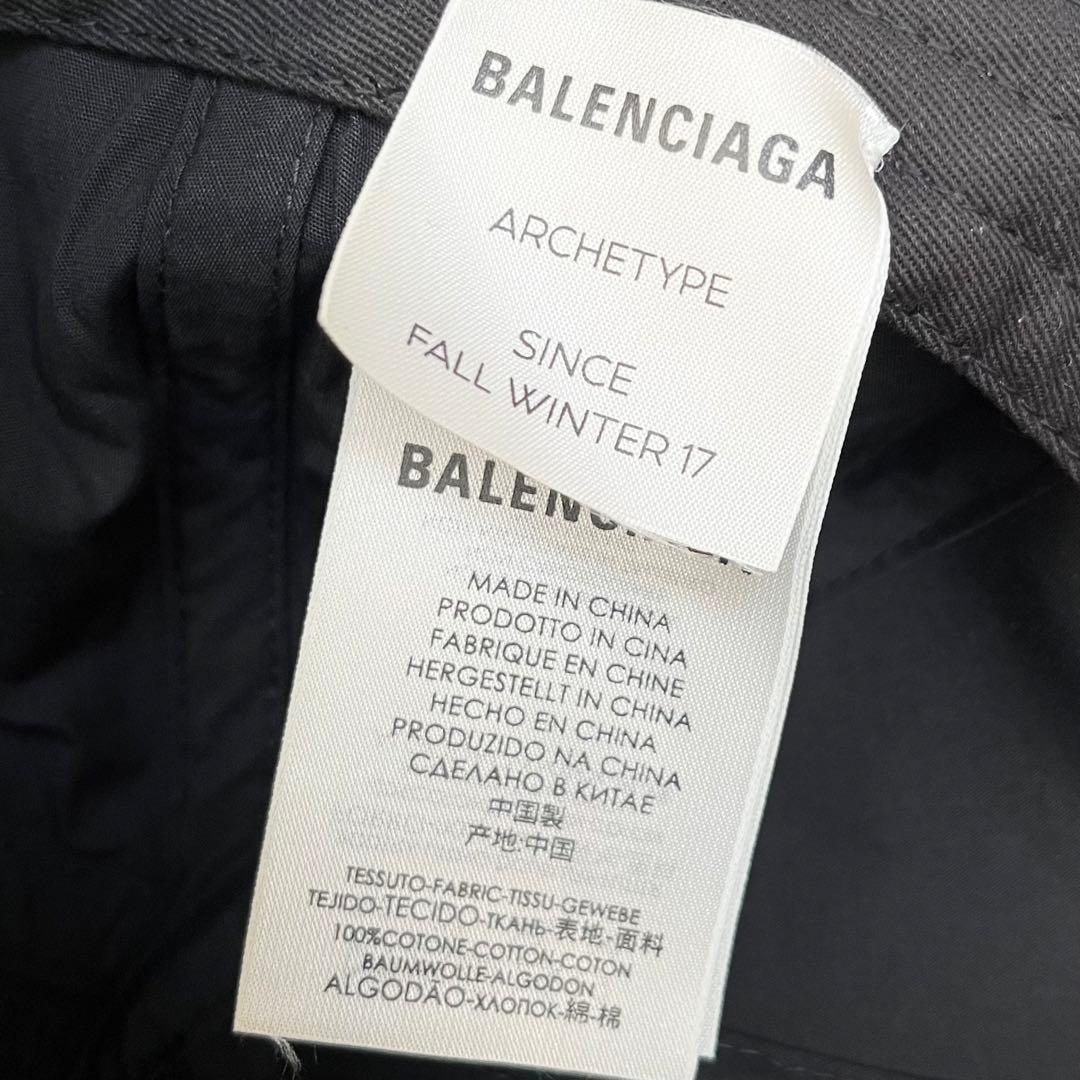 BALENCIAGA
ARCHETYPE
SINCE
FALL WINTER 17
MADE IN CHINA
PRODOTTO IN CINA
FABRIQUE EN CHINE
HERGESTELLT IN CHINA
HECHO EN CHINA
PRODUZIDO NA CHINA
СДЕЛАНО В КИТАЕ
中国製
产地:中国
TESSUTO-FABRIC-TISSU-GEWEBE
TEJIDO-TECIDO-ТКАНЬ-表地-面料
100%COTONE-COTTON-COTON
BAUMWOLLE-ALGODON
ALGODÃO-ХЛОПОК-綿-棉